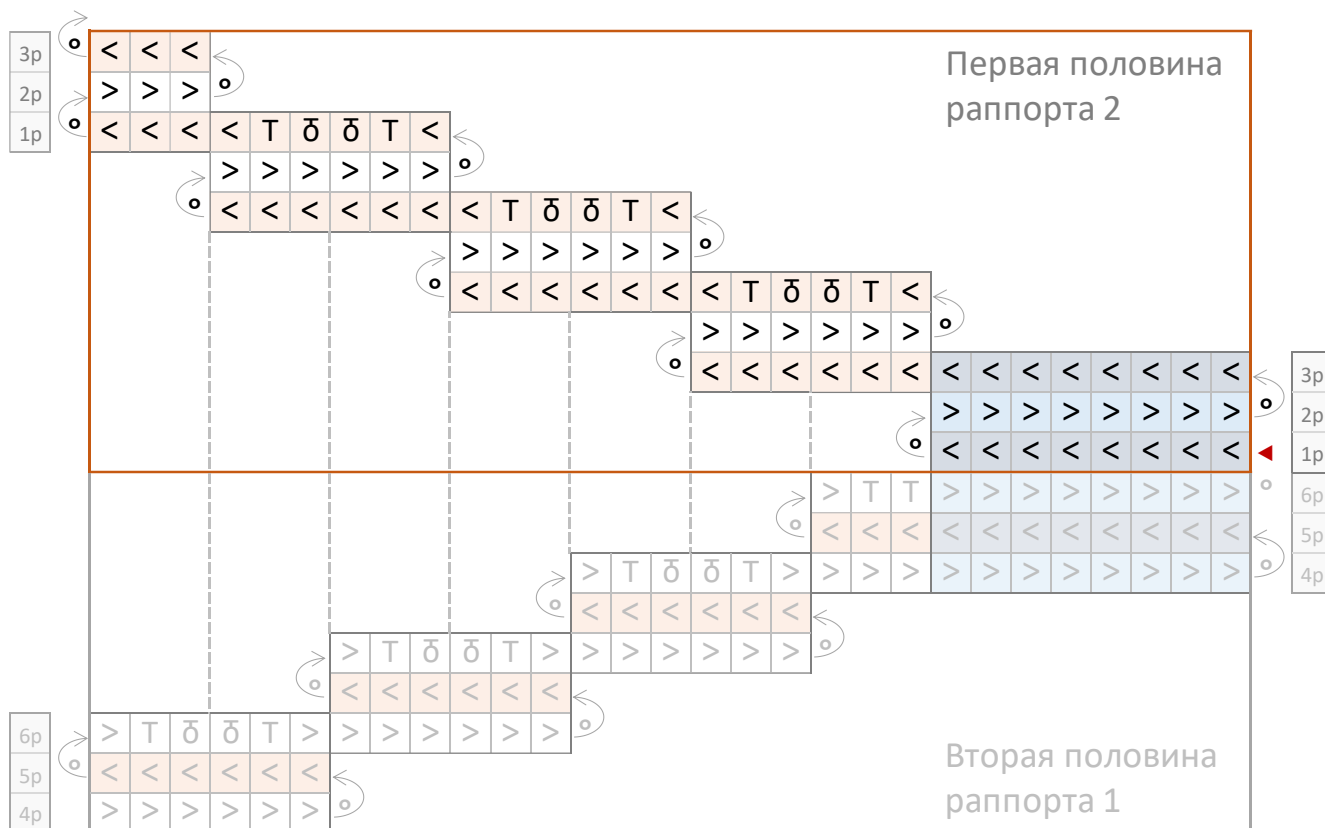 3р o < < <
Первая половина
2р > > > o
раппорта 2
1р o < < < < T ỡ ỡ T <
> > > > > > o
o < < < < < < < T ỡ ỡ T <
> > > > > > o
o < < < < < < < T ỡ ỡ T <
> > > > > > o
o < < < < < < < < < < < < < < 3р
> > > > > > > > o 2р
o < < < < < < < < ◄ 1р
> T T > > > > > > > > o 6р
o < < < < < < < < < < < 5р
> T ỡ ỡ T > > > > > > > > > > > > o 4р
o < < < < < <
> T ỡ ỡ T > > > > > > > o
o < < < < < <
6р > T ỡ ỡ T > > > > > > > o
Вторая половина
5р o < < < < < <
раппорта 1
4р > > > > > > o